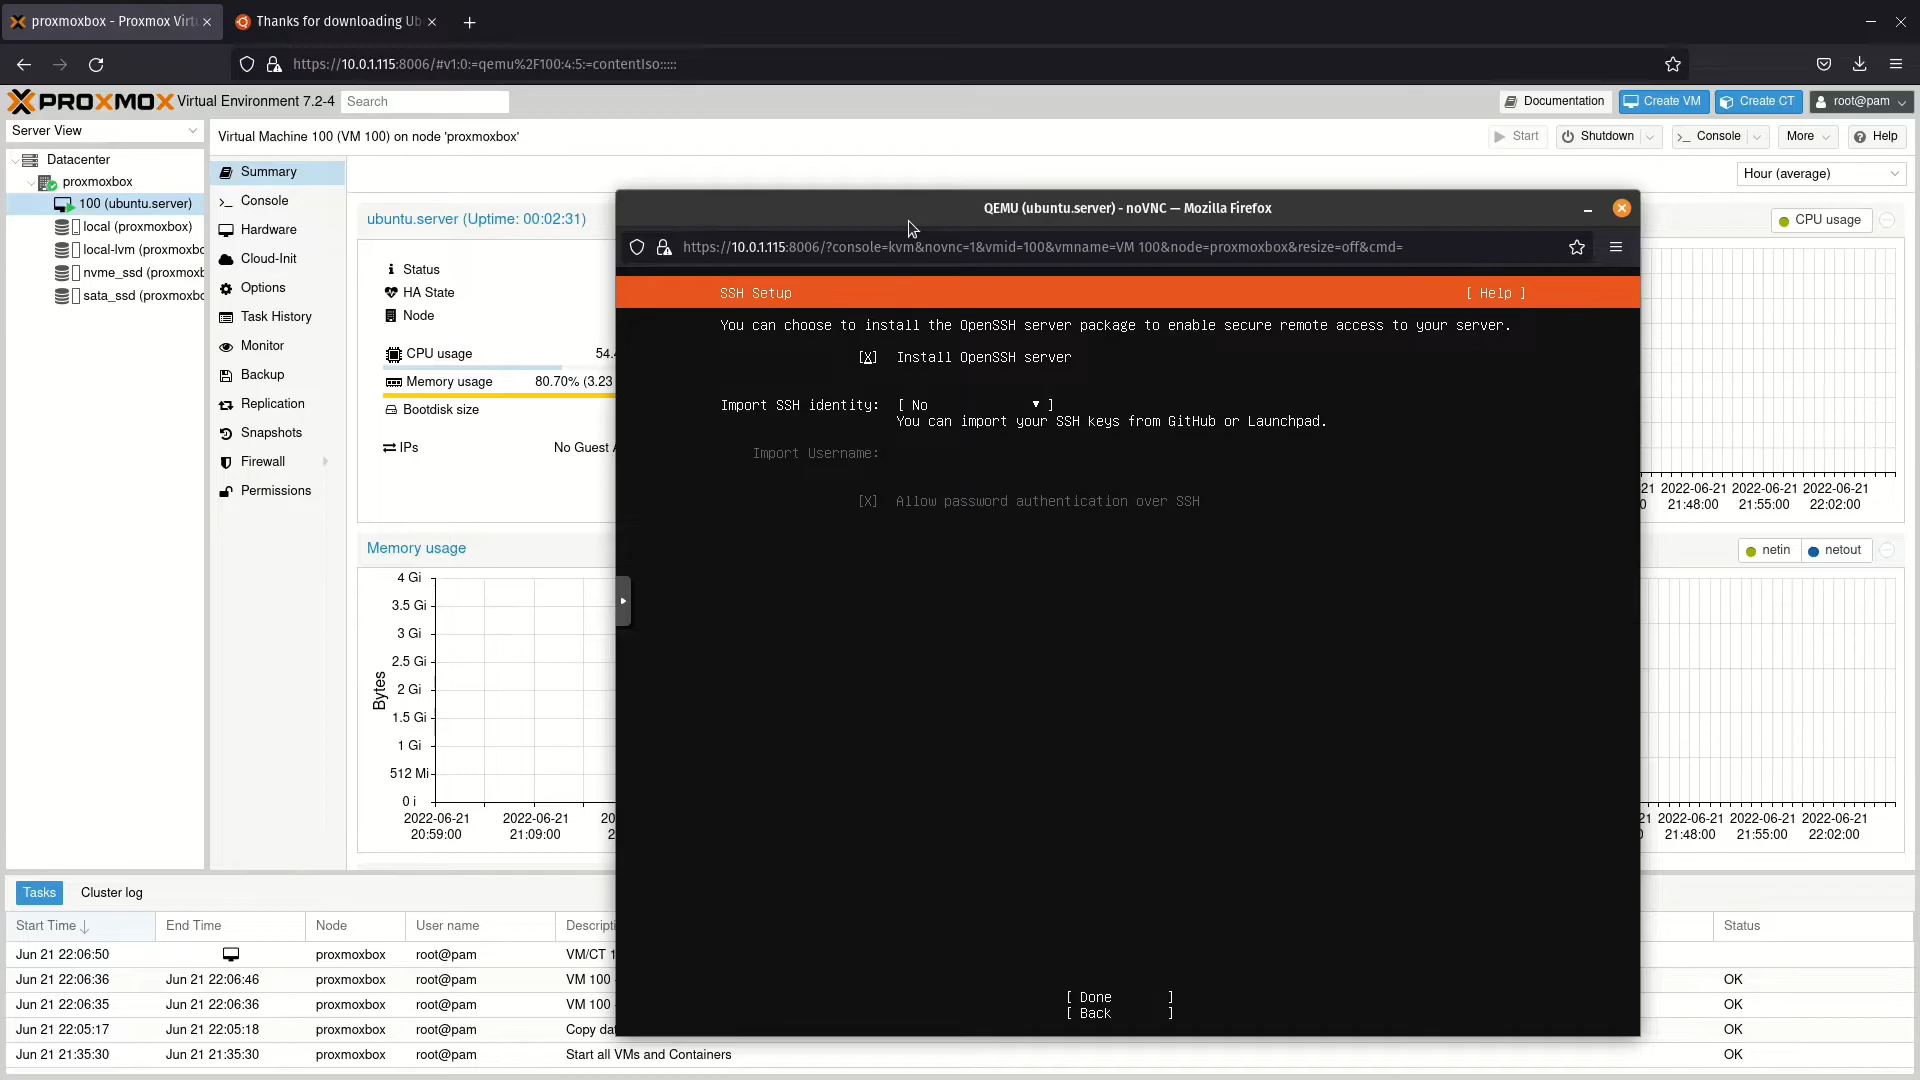 proxmoxbox - Proxmox Virt
Thanks for downloading Ub
https://10.0.1.115:8006/#v1:0:=qemu%2F100:4:5:=contentIso:::::
PROXMOX Virtual Environment 7.2-4
Search
Documentation
Create VM
Create CT
root@pam
Server View
Virtual Machine 100 (VM 100) on node 'proxmoxbox'
Start
Shutdown
Console
More
Help
Datacenter
proxmoxbox
100 (ubuntu.server)
local (proxmoxbox)
local-lvm (proxmoxb
nvme_ssd (proxmoxb
sata_ssd (proxmoxbo
Summary
Console
Hardware
Cloud-Init
Options
Task History
Monitor
Backup
Replication
Snapshots
Firewall
Permissions
Hour (average)
ubuntu.server (Uptime: 00:02:31)
Status
HA State
Node
CPU usage 54.
Memory usage 80.70% (3.23
Bootdisk size
IPs No Guest
CPU usage
QEMU (ubuntu.server) - noVNC — Mozilla Firefox
https://10.0.1.115:8006/?console=kvm&novnc=1&vmid=100&vmname=VM 100&node=proxmoxbox&resize=off&cmd=
SSH Setup [ Help ]
You can choose to install the OpenSSH server package to enable secure remote access to your server.
[X] Install OpenSSH server
Import SSH identity: [ No ▾ ]
You can import your SSH keys from GitHub or Launchpad.
Import Username:
[X] Allow password authentication over SSH
[ Done ]
[ Back ]
21 2022-06-21 2022-06-21 2022-06-21
21:48:00 21:55:00 22:02:00
netin
netout
Memory usage
Bytes
4 Gi
3.5 Gi
3 Gi
2.5 Gi
2 Gi
1.5 Gi
1 Gi
512 Mi
0 i
2022-06-21 2022-06-21 20
20:59:00 21:09:00 2
21 2022-06-21 2022-06-21 2022-06-21
21:48:00 21:55:00 22:02:00
Tasks
Cluster log
Start Time End Time Node User name Descripti Status
Jun 21 22:06:50 proxmoxbox root@pam VM/CT 1
Jun 21 22:06:36 Jun 21 22:06:46 proxmoxbox root@pam VM 100 OK
Jun 21 22:06:35 Jun 21 22:06:36 proxmoxbox root@pam VM 100 OK
Jun 21 22:05:17 Jun 21 22:05:18 proxmoxbox root@pam Copy dat OK
Jun 21 21:35:30 Jun 21 21:35:30 proxmoxbox root@pam Start all VMs and Containers OK